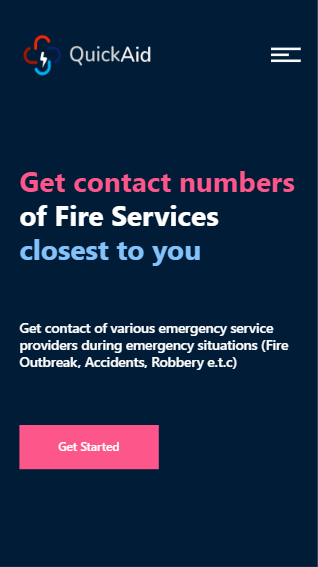 QuickAid
Get contact numbers
of Fire Services
closest to you
Get contact of various emergency service
providers during emergency situations (Fire
Outbreak, Accidents, Robbery e.t.c)
Get Started